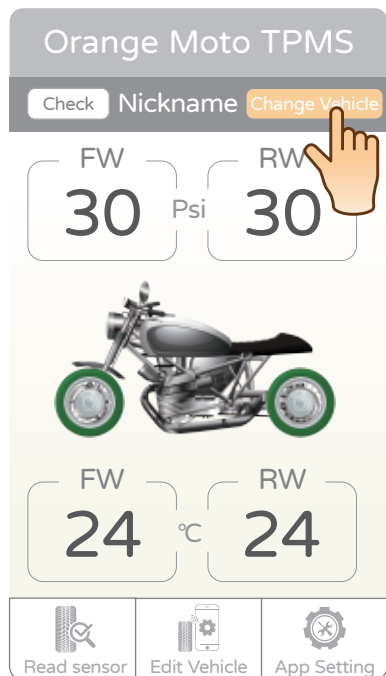 Orange Moto TPMS
Check Nickname Change Vehicle
FW RW
30 Psi 30
FW RW
24 °C 24
Read sensor Edit Vehicle App Setting